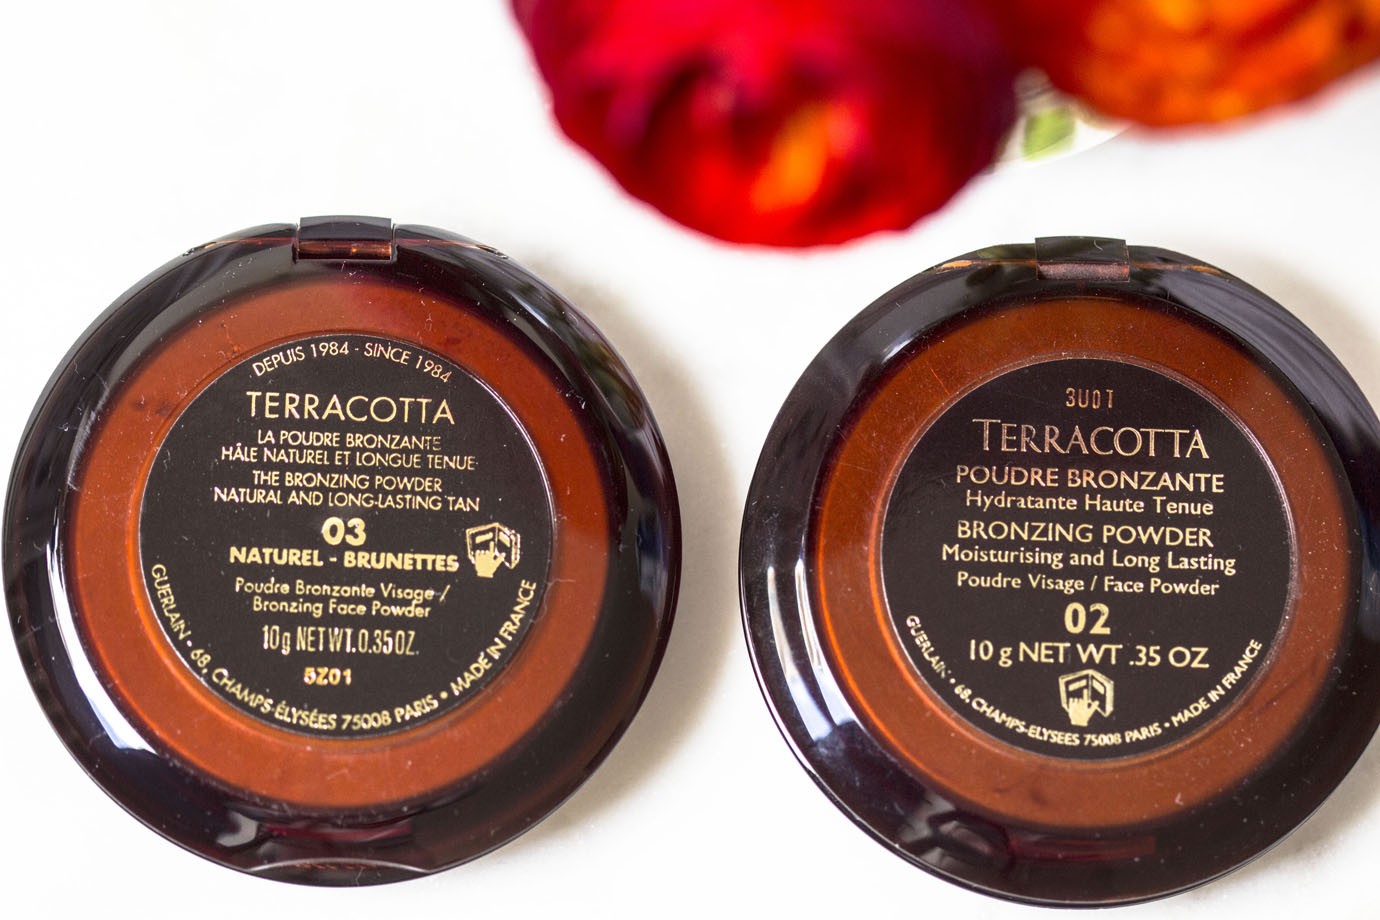 DEPUIS 1984 - SINCE 1984
TERRACOTTA
LA POUDRE BRONZANTE
HÂLE NATUREL ET LONGUE TENUE
THE BRONZING POWDER
NATURAL AND LONG-LASTING TAN
03
NATUREL - BRUNETTES
Poudre Bronzante Visage /
Bronzing Face Powder
10g NET WT. 0.35OZ.
5Z01
GUERLAIN • 68, CHAMPS-ÉLYSÉES 75008 PARIS • MADE IN FRANCE
3U01
TERRACOTTA
POUDRE BRONZANTE
Hydratante Haute Tenue
BRONZING POWDER
Moisturising and Long Lasting
Poudre Visage / Face Powder
02
10 g NET WT .35 OZ
GUERLAIN • 68, CHAMPS-ELYSEES 75008 PARIS • MADE IN FRANCE